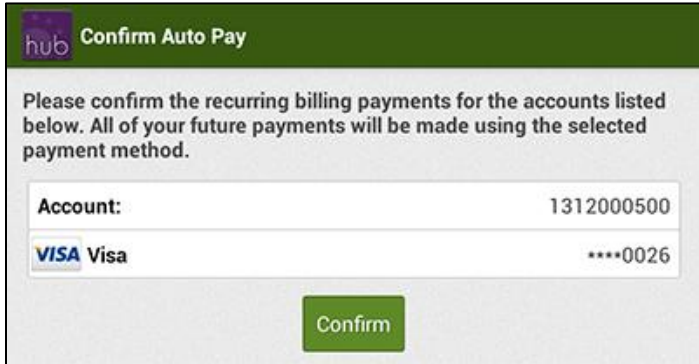 hub Confirm Auto Pay
Please confirm the recurring billing payments for the accounts listed
below. All of your future payments will be made using the selected
payment method.
Account: 1312000500
VISA Visa ****0026
Confirm